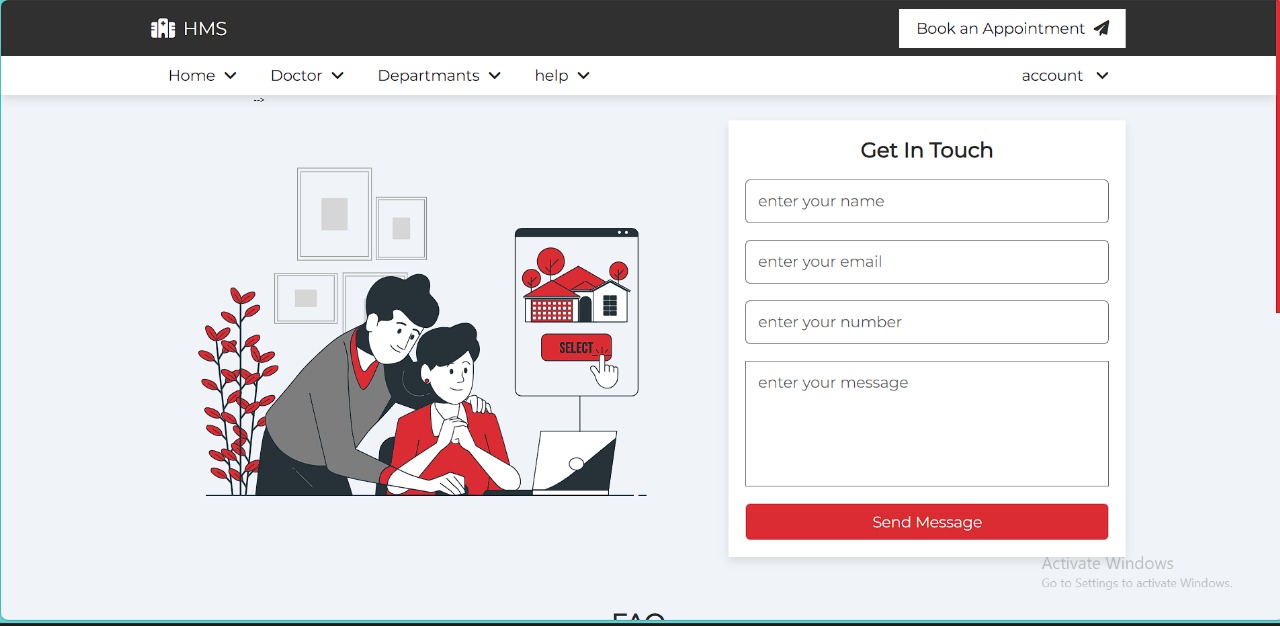 HMS
Book an Appointment
Home Doctor Departmants help account
-->
Get In Touch
enter your name
enter your email
enter your number
enter your message
SELECT
Send Message
Activate Windows
Go to Settings to activate Windows.
FAQ